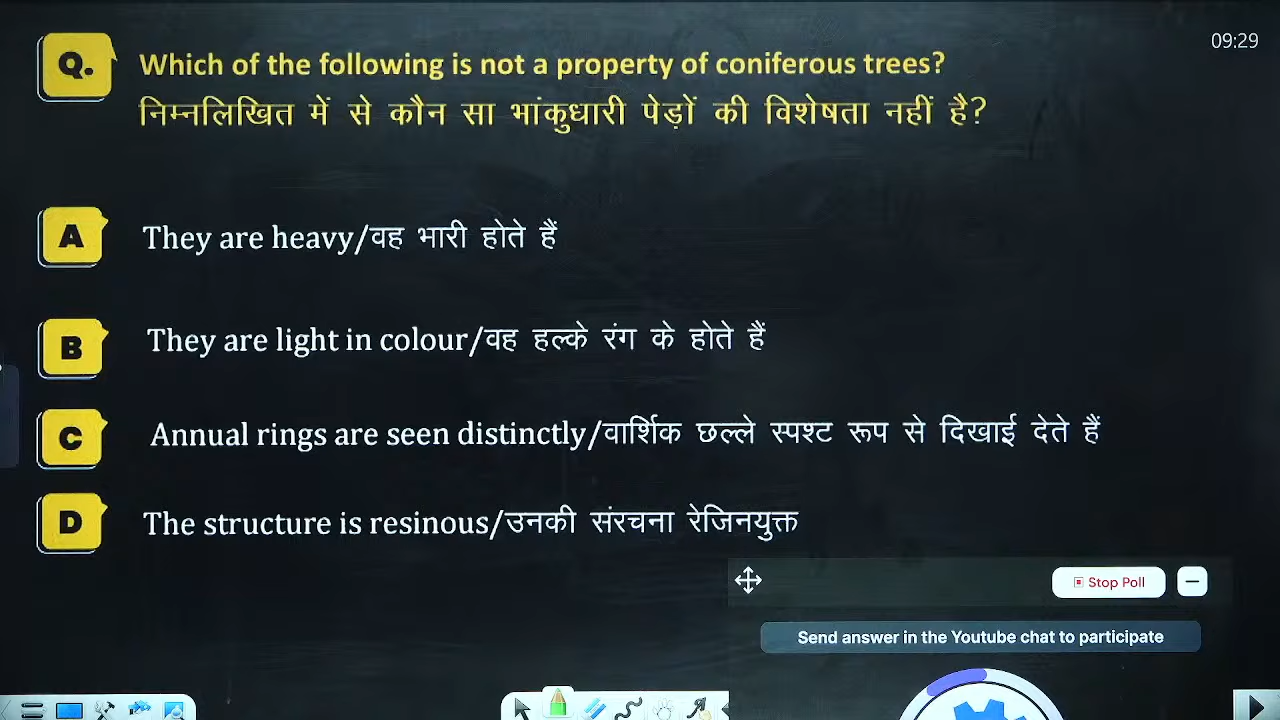 09:29
Q. Which of the following is not a property of coniferous trees?
निम्नलिखित में से कौन सा भांकुधारी पेड़ों की विशेषता नहीं है?
A They are heavy/वह भारी होते हैं
B They are light in colour/वह हल्के रंग के होते हैं
C Annual rings are seen distinctly/वार्शिक छल्ले स्पश्ट रूप से दिखाई देते हैं
D The structure is resinous/उनकी संरचना रेजिनयुक्त
Stop Poll
Send answer in the Youtube chat to participate